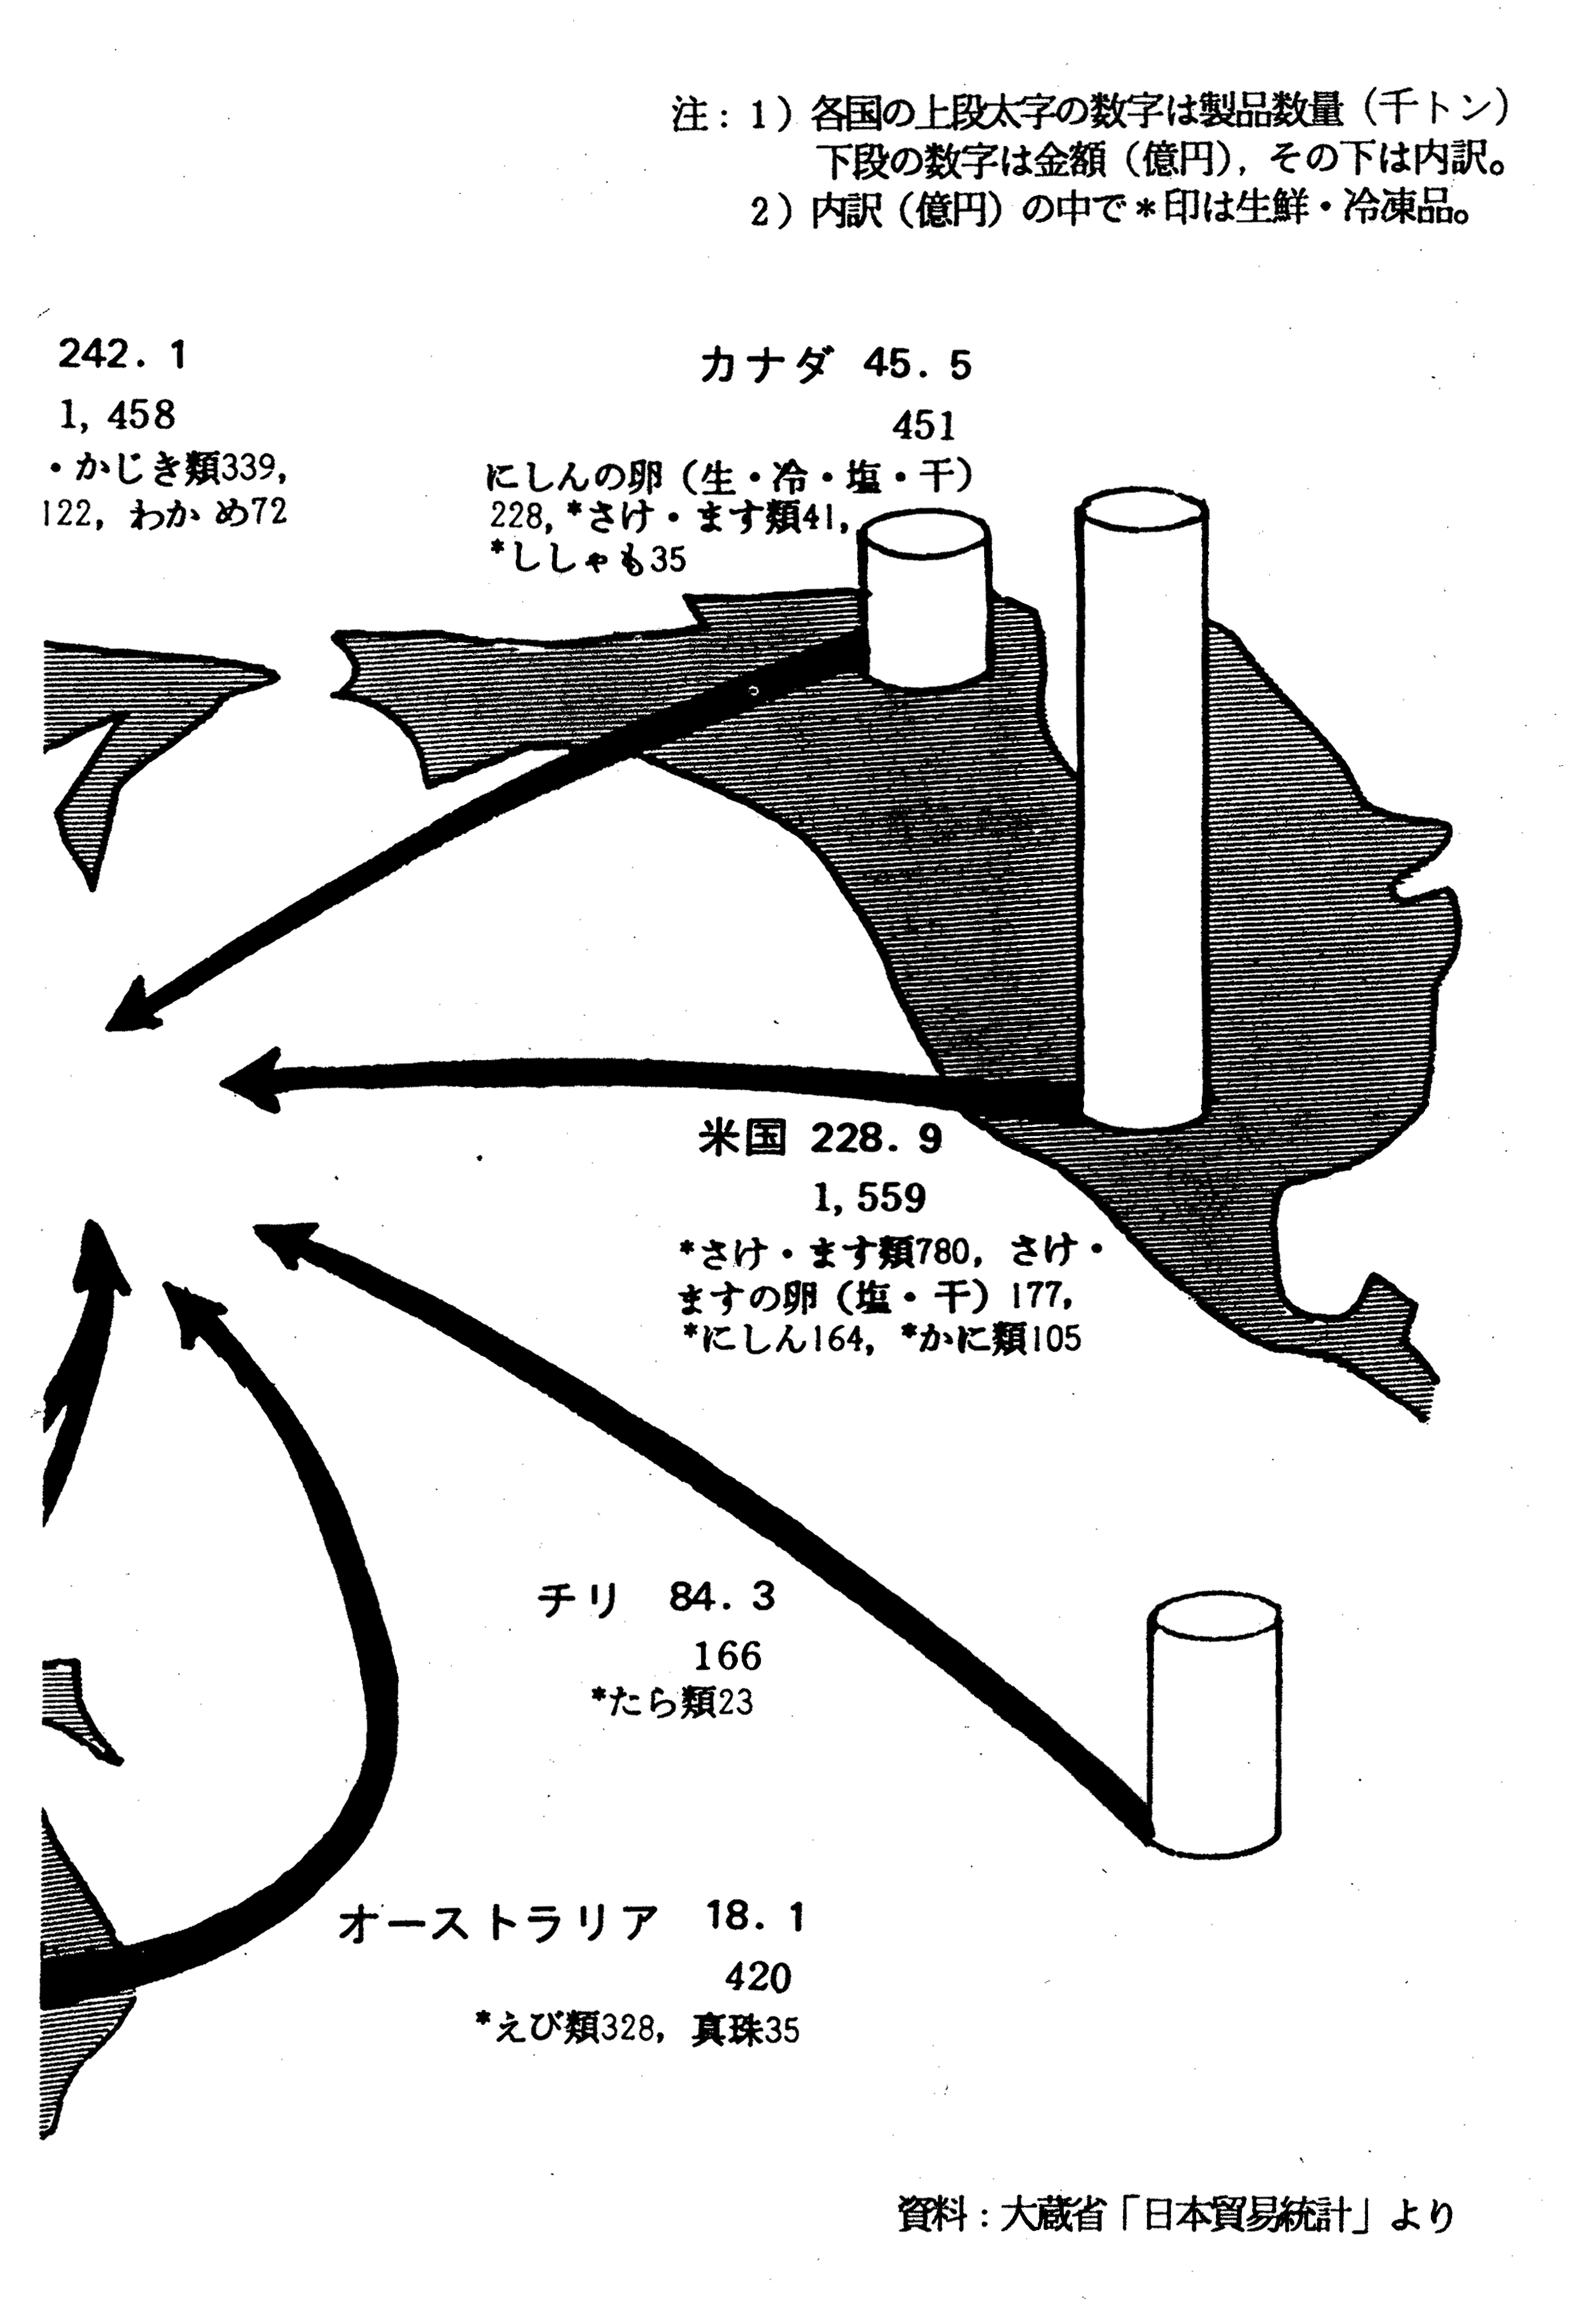 注：1）各国の上段太字の数字は製品数量（千トン）
下段の数字は金額（億円），その下は内訳。
2）内訳（億円）の中で＊印は生鮮・冷凍品。
242.1
1,458
・かじき類339,
122, わかめ72
カナダ 45.5
451
にしんの卵（生・冷・塩・干）
228,*さけ・ます類41,
*ししゃも35
米国 228.9
1,559
*さけ・ます類780, さけ・
ますの卵（塩・干）177,
*にしん164, *かに類105
チリ 84.3
166
*たら類23
オーストラリア 18.1
420
*えび類328, 真珠35
資料：大蔵省「日本貿易統計」より